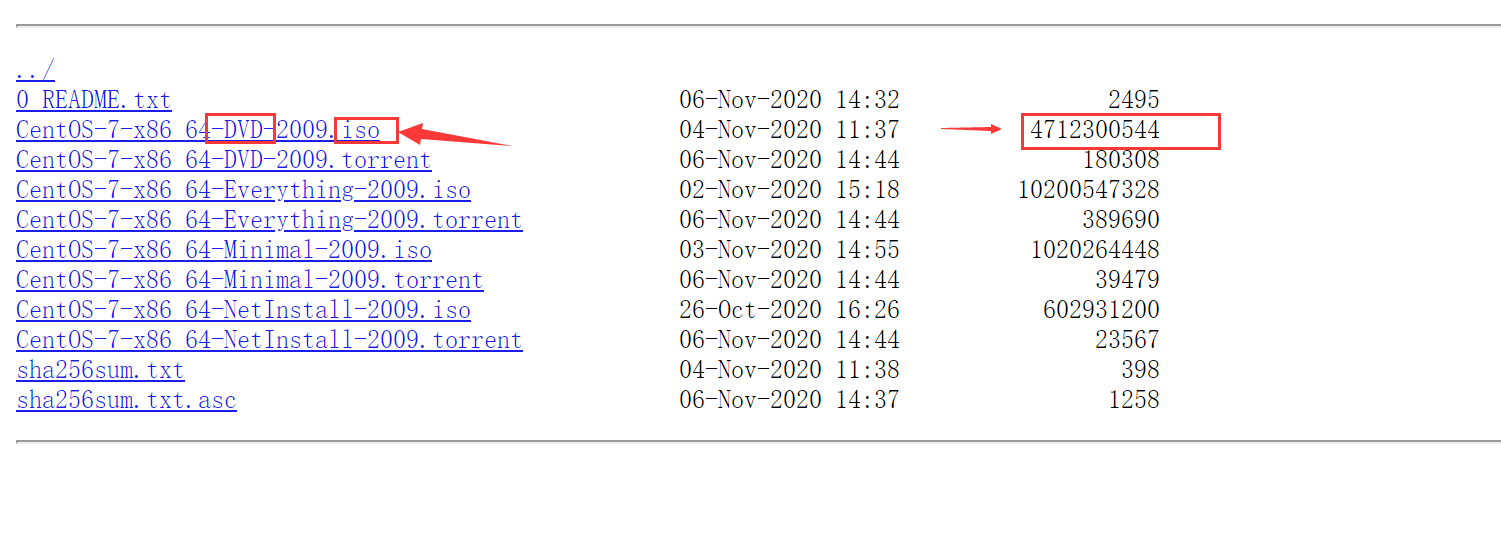 ../
0_README.txt 06-Nov-2020 14:32 2495
CentOS-7-x86_64-DVD-2009.iso 04-Nov-2020 11:37 4712300544
CentOS-7-x86_64-DVD-2009.torrent 06-Nov-2020 14:44 180308
CentOS-7-x86_64-Everything-2009.iso 02-Nov-2020 15:18 10200547328
CentOS-7-x86_64-Everything-2009.torrent 06-Nov-2020 14:44 389690
CentOS-7-x86_64-Minimal-2009.iso 03-Nov-2020 14:55 1020264448
CentOS-7-x86_64-Minimal-2009.torrent 06-Nov-2020 14:44 39479
CentOS-7-x86_64-NetInstall-2009.iso 26-Oct-2020 16:26 602931200
CentOS-7-x86_64-NetInstall-2009.torrent 06-Nov-2020 14:44 23567
sha256sum.txt 04-Nov-2020 11:38 398
sha256sum.txt.asc 06-Nov-2020 14:37 1258